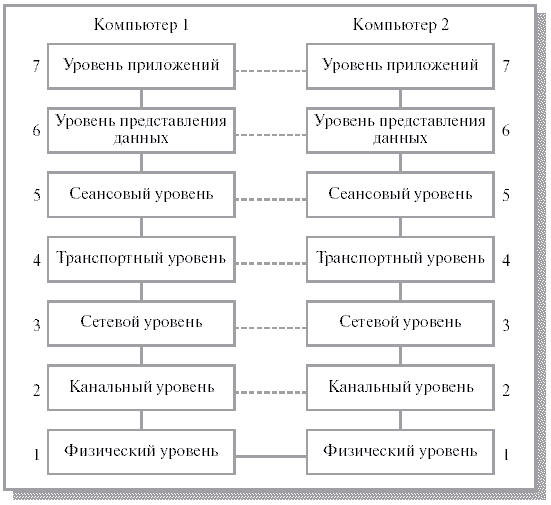 Компьютер 1 Компьютер 2
7 Уровень приложений Уровень приложений 7
6 Уровень представления данных Уровень представления данных 6
5 Сеансовый уровень Сеансовый уровень 5
4 Транспортный уровень Транспортный уровень 4
3 Сетевой уровень Сетевой уровень 3
2 Канальный уровень Канальный уровень 2
1 Физический уровень Физический уровень 1